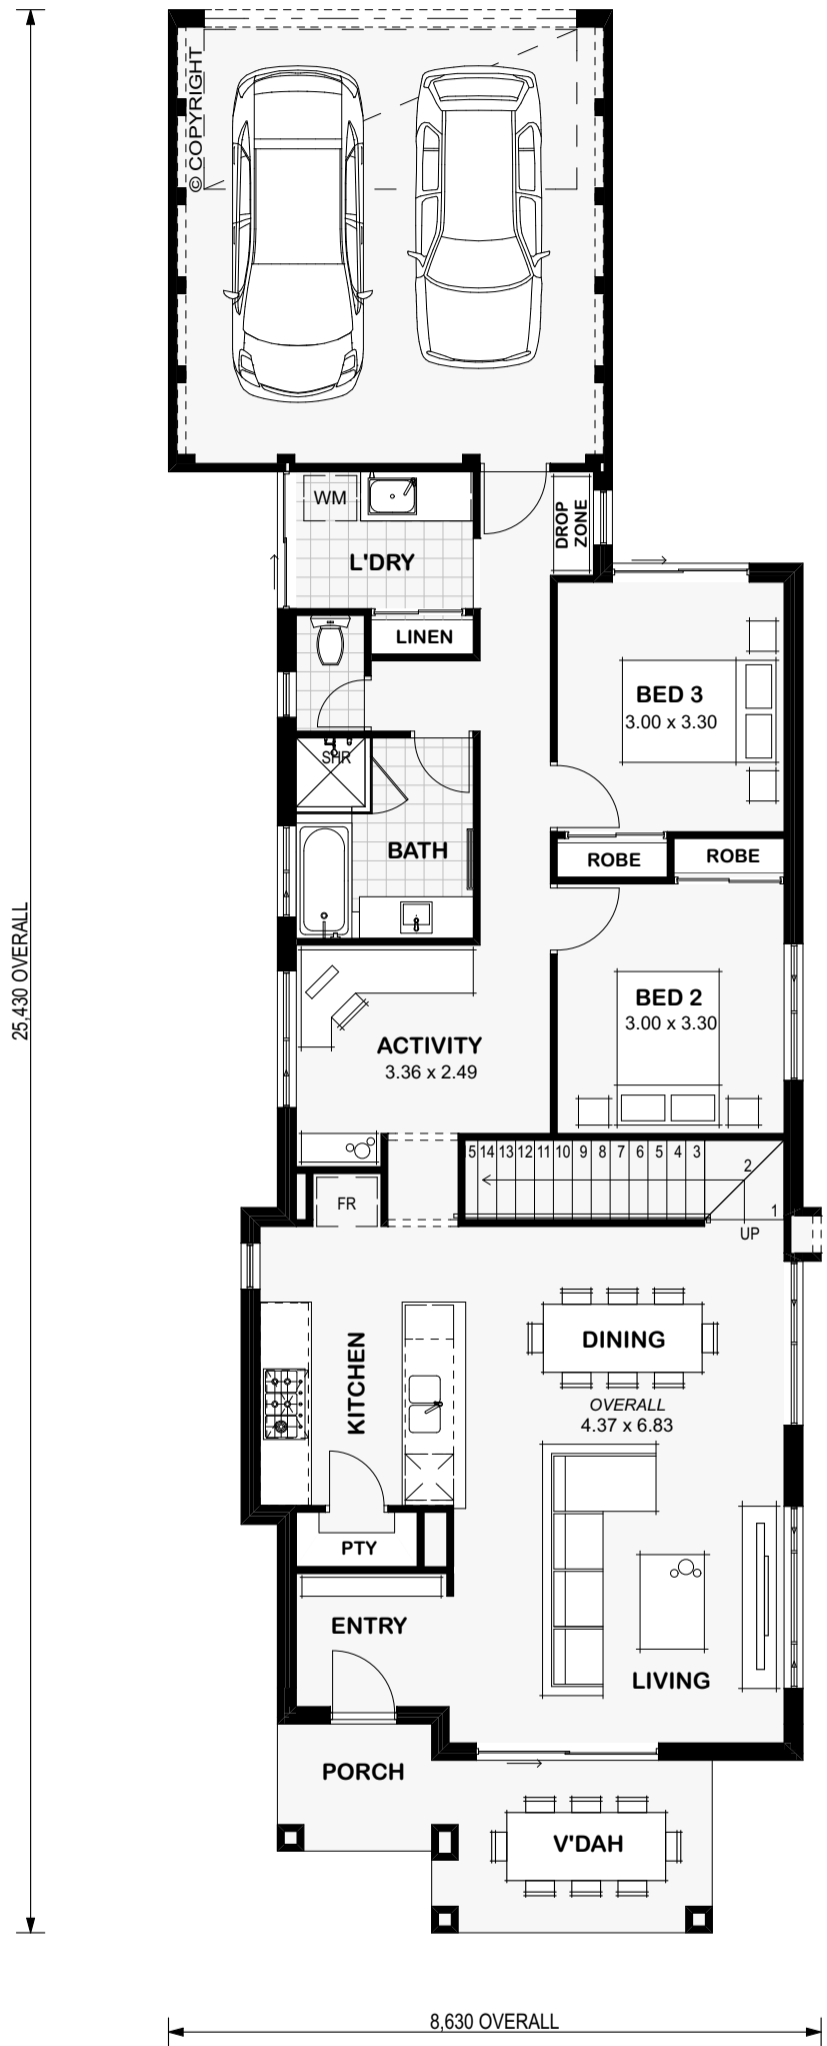 © COPYRIGHT
WM
DROP
ZONE
L'DRY
LINEN
BED 3
3.00 x 3.30
SHR
BATH
ROBE
ROBE
25,430 OVERALL
BED 2
3.00 x 3.30
ACTIVITY
3.36 x 2.49
5 14 13 12 11 10 9 8 7 6 5 4 3
2
1
FR
UP
KITCHEN
DINING
OVERALL
4.37 x 6.83
PTY
ENTRY
LIVING
PORCH
V'DAH
8,630 OVERALL